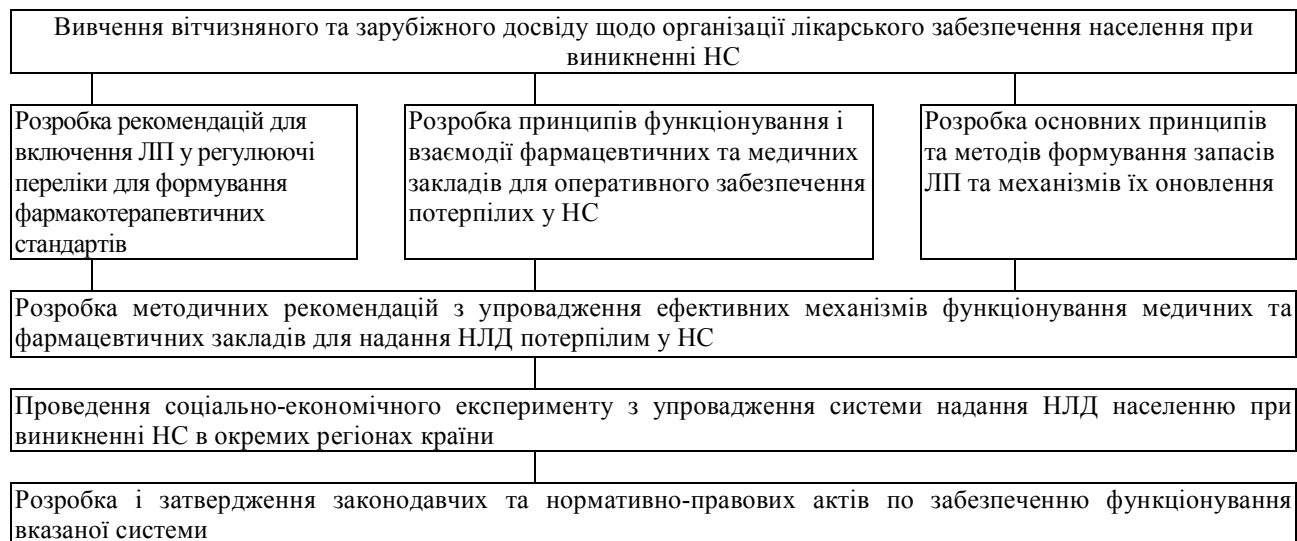 Вивчення вітчизняного та зарубіжного досвіду щодо організації лікарського забезпечення населення при
виникненні НС
Розробка рекомендацій для
включення ЛП у регулюючі
переліки для формування
фармакотерапевтичних
стандартів
Розробка принципів функціонування і
взаємодії фармацевтичних та медичних
закладів для оперативного забезпечення
потерпілих у НС
Розробка основних принципів
та методів формування запасів
ЛП та механізмів їх оновлення
Розробка методичних рекомендацій з упровадження ефективних механізмів функціонування медичних та
фармацевтичних закладів для надання НЛД потерпілим у НС
Проведення соціально-економічного експерименту з упровадження системи надання НЛД населенню при
виникненні НС в окремих регіонах країни
Розробка і затвердження законодавчих та нормативно-правових актів по забезпеченню функціонування
вказаної системи